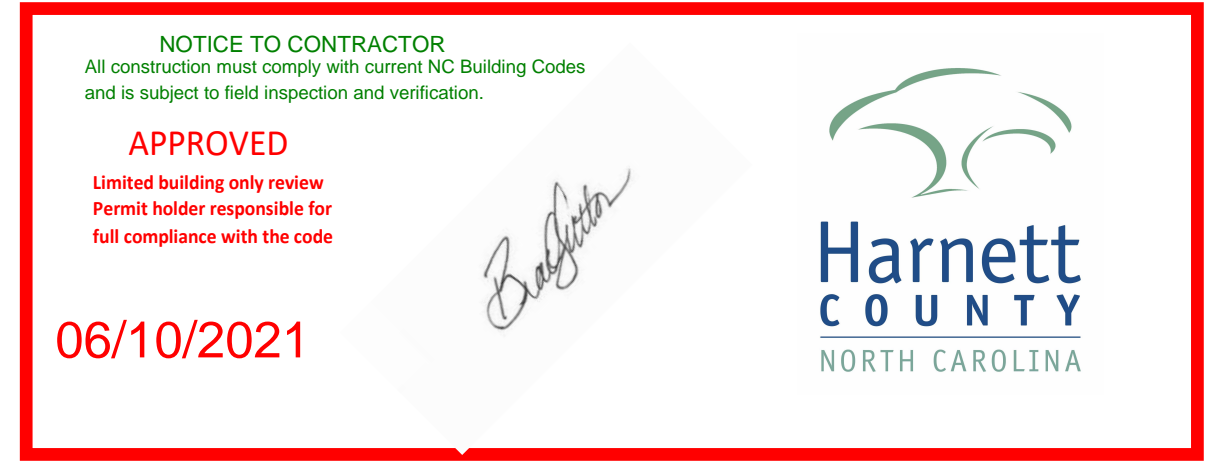 NOTICE TO CONTRACTOR
All construction must comply with current NC Building Codes
and is subject to field inspection and verification.
APPROVED
Limited building only review
Permit holder responsible for
full compliance with the code
06/10/2021
Harnett
COUNTY
NORTH CAROLINA